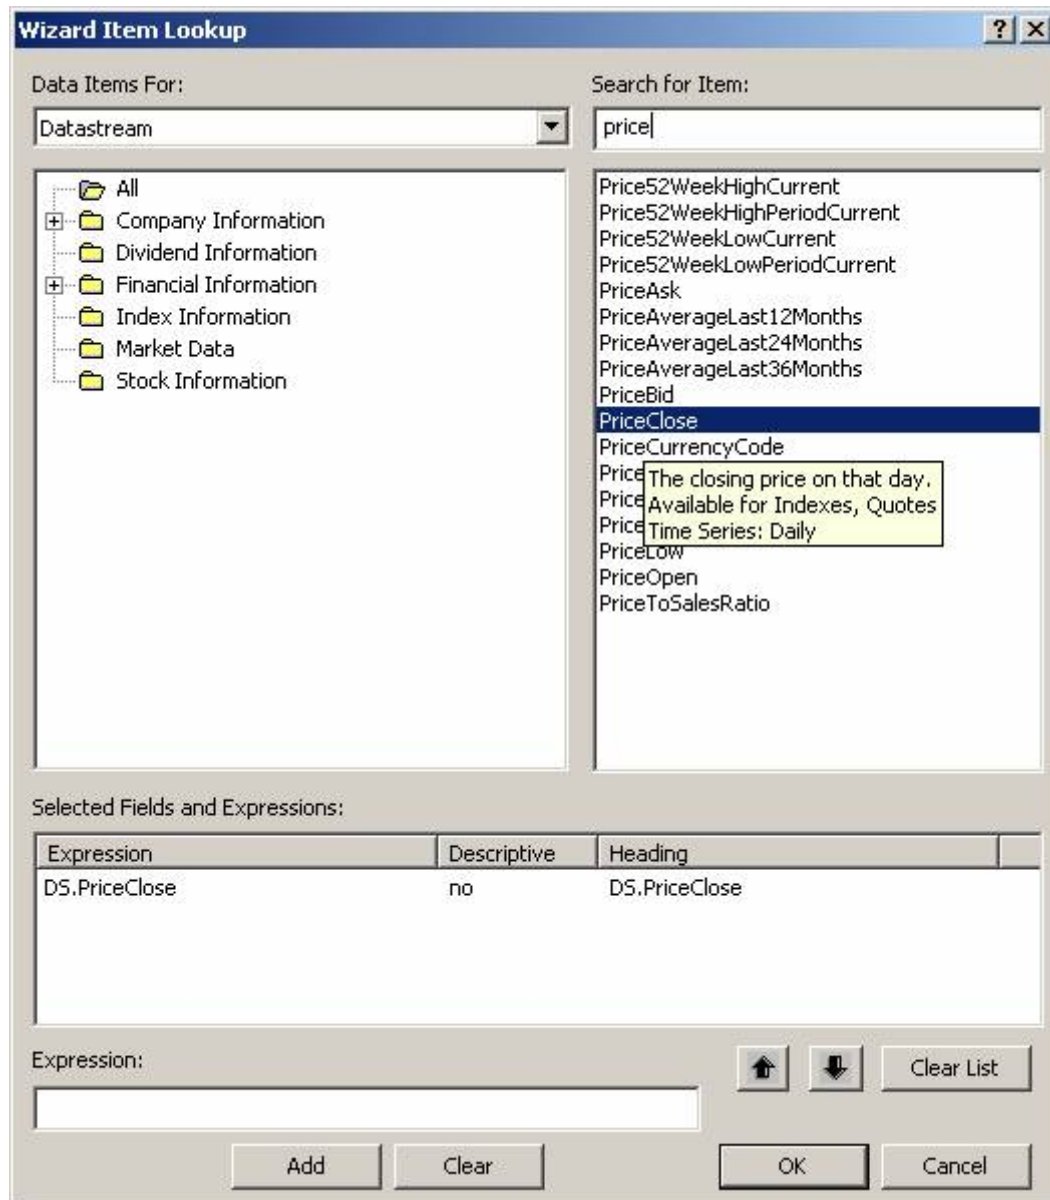 Wizard Item Lookup
Data Items For:
Search for Item:
Datastream
price
All
Company Information
Dividend Information
Financial Information
Index Information
Market Data
Stock Information
Price52WeekHighCurrent
Price52WeekHighPeriodCurrent
Price52WeekLowCurrent
Price52WeekLowPeriodCurrent
PriceAsk
PriceAverageLast12Months
PriceAverageLast24Months
PriceAverageLast36Months
PriceBid
PriceClose
PriceCurrencyCode
Price
Price
Price
The closing price on that day.
Available for Indexes, Quotes
Time Series: Daily
PriceLow
PriceOpen
PriceToSalesRatio
Selected Fields and Expressions:
Expression Descriptive Heading
DS.PriceClose no DS.PriceClose
Expression:
Clear List
Add Clear OK Cancel